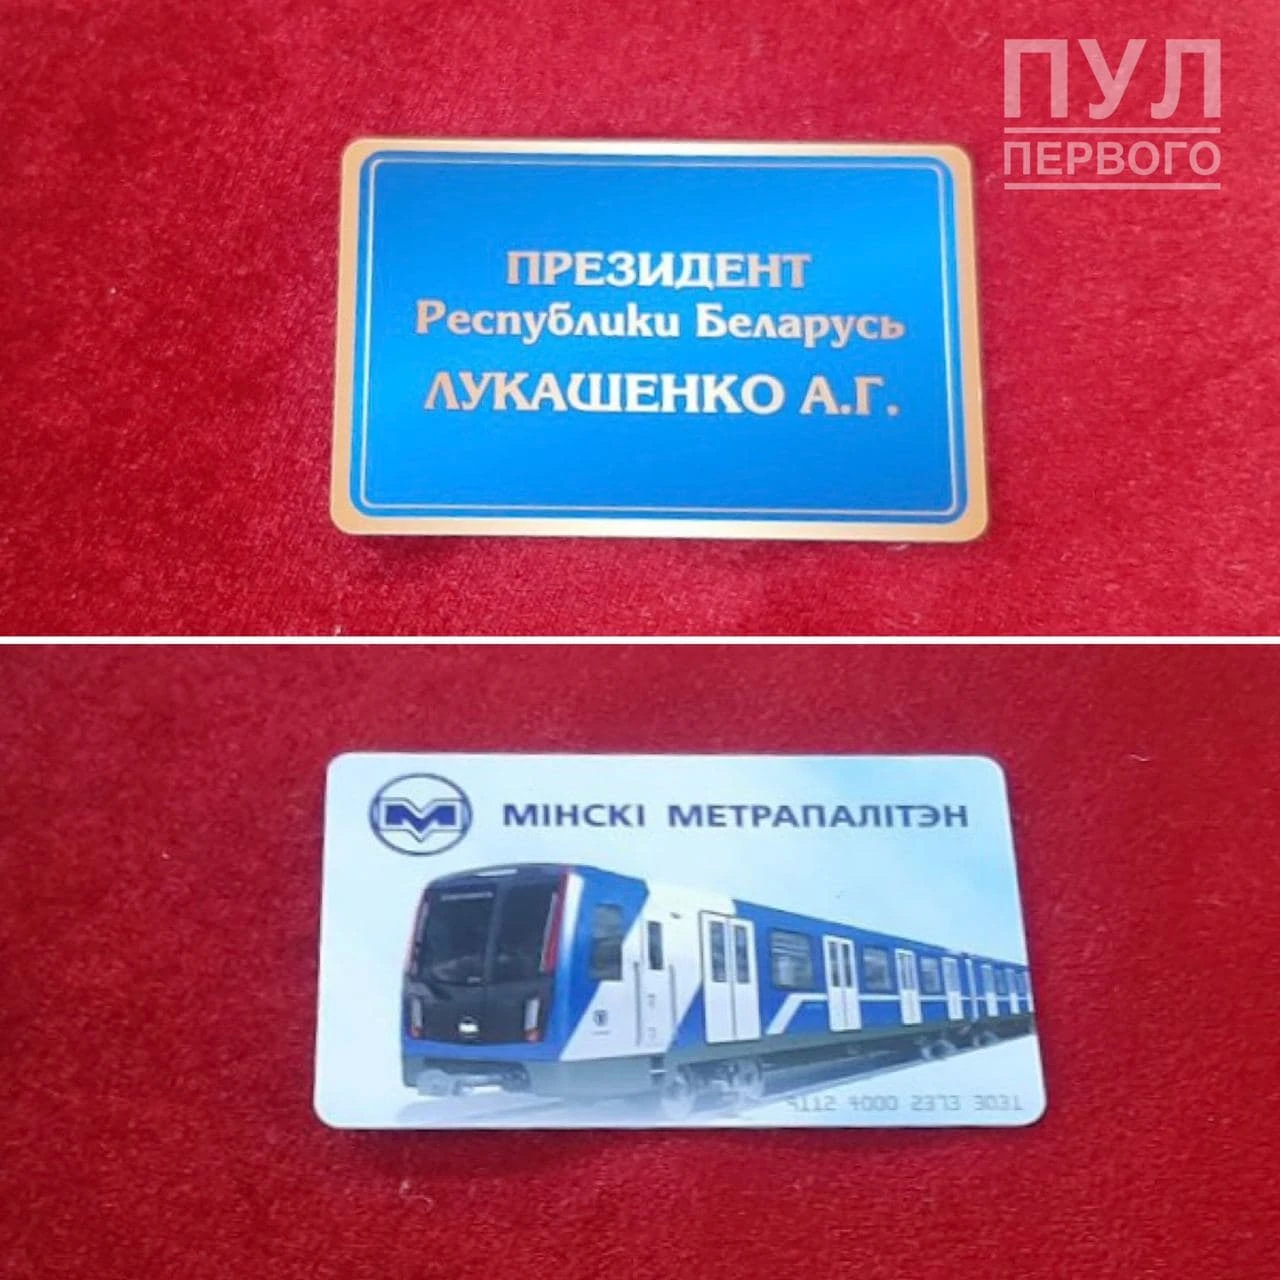 ПУЛ
ПЕРВОГО
ПРЕЗИДЕНТ
Республики Беларусь
ЛУКАШЕНКО А.Г.
МІНСКІ МЕТРАПАЛІТЭН
9112 4000 2373 3031